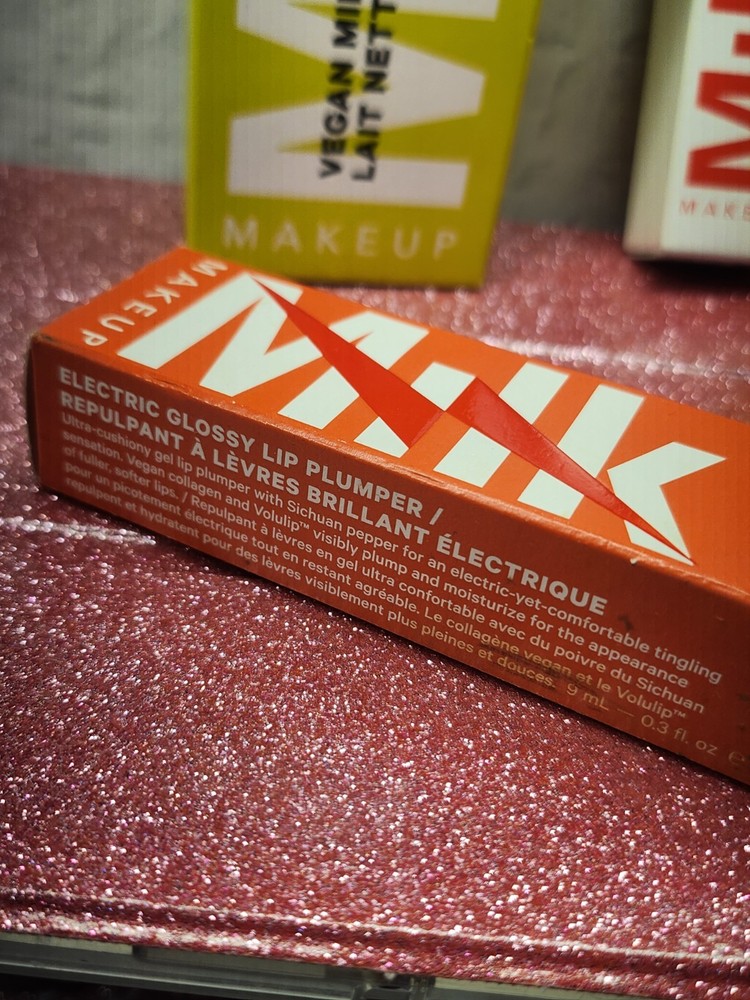 VEGAN MIL
LAIT NETT
MAKEUP
M
MAKE
MAKEUP
Milk
ELECTRIC GLOSSY LIP PLUMPER /
REPULPANT À LÈVRES BRILLANT ÉLECTRIQUE
Ultra-cushiony gel lip plumper with Sichuan pepper for an electric-yet-comfortable tingling
sensation. Vegan collagen and Volulip™ visibly plump and moisturize for the appearance
of fuller, softer lips. / Repulpant à lèvres en gel ultra confortable avec du poivre du Sichuan
pour un picotement électrique tout en restant agréable. Le collagène vegan et le Volulip™
repulpent et hydratent pour des lèvres visiblement plus pleines et douces. 9 mL — 0.3 fl. oz. ℮